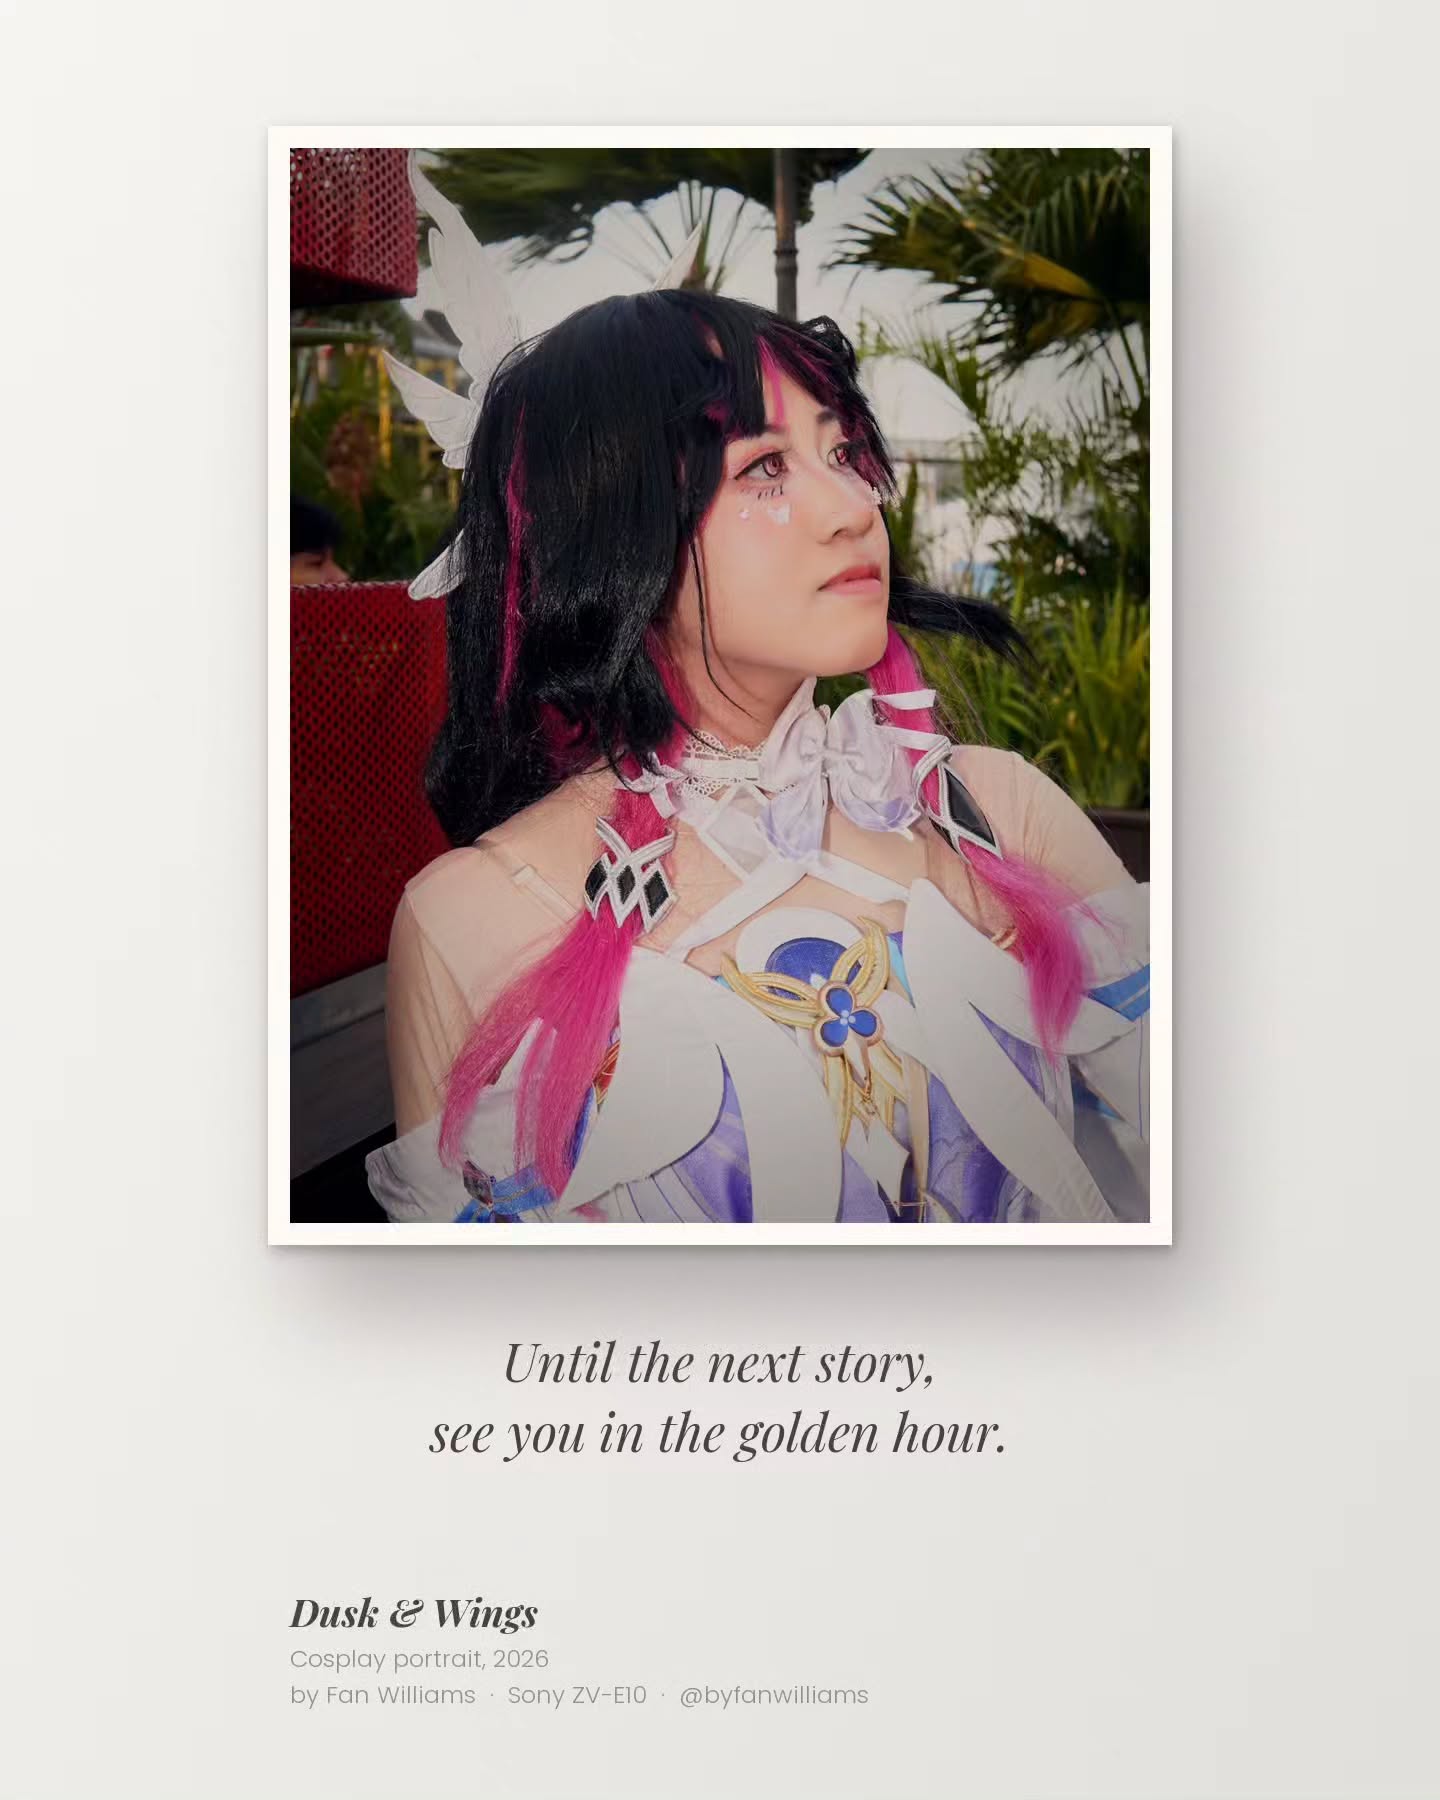 Until the next story,
see you in the golden hour.
Dusk & Wings
Cosplay portrait, 2026
by Fan Williams · Sony ZV-E10 · @byfanwilliams